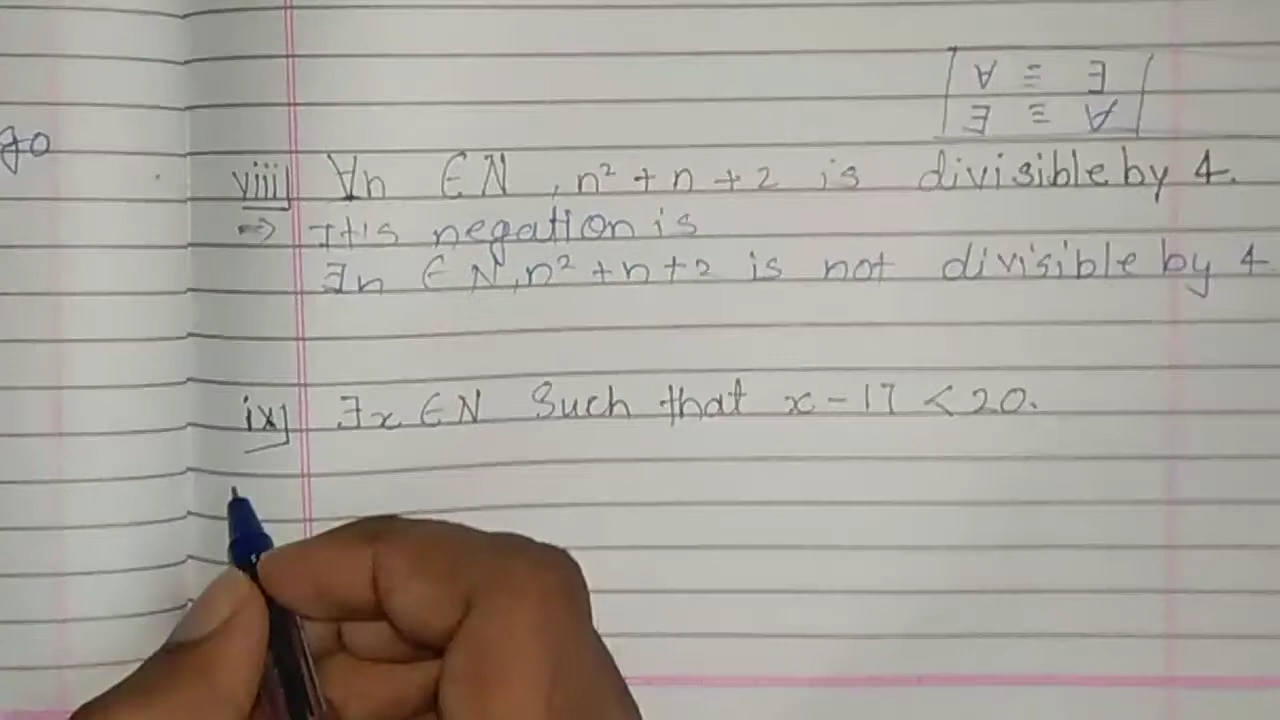 ∀ ≡ ∃
∃ ≡ ∀
viii] ∀n ∈ N, n² + n + 2 is divisible by 4.
⇒ It's negation is
∃n ∈ N, n² + n + 2 is not divisible by 4
ix] ∃x ∈ N Such that x - 17 < 20.